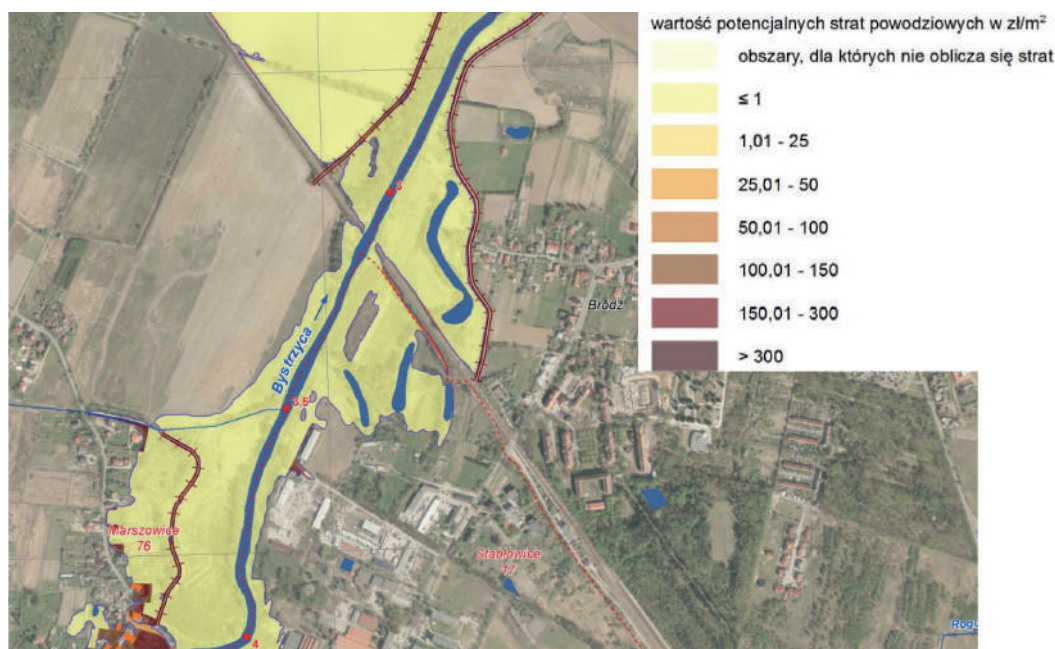 wartość potencjalnych strat powodziowych w zł/m²
obszary, dla których nie oblicza się strat
≤ 1
1,01 - 25
25,01 - 50
50,01 - 100
100,01 - 150
150,01 - 300
> 300
3
Brodź
Bystrzyca
3,5
Marszowice
76
Stabłowice
17
4